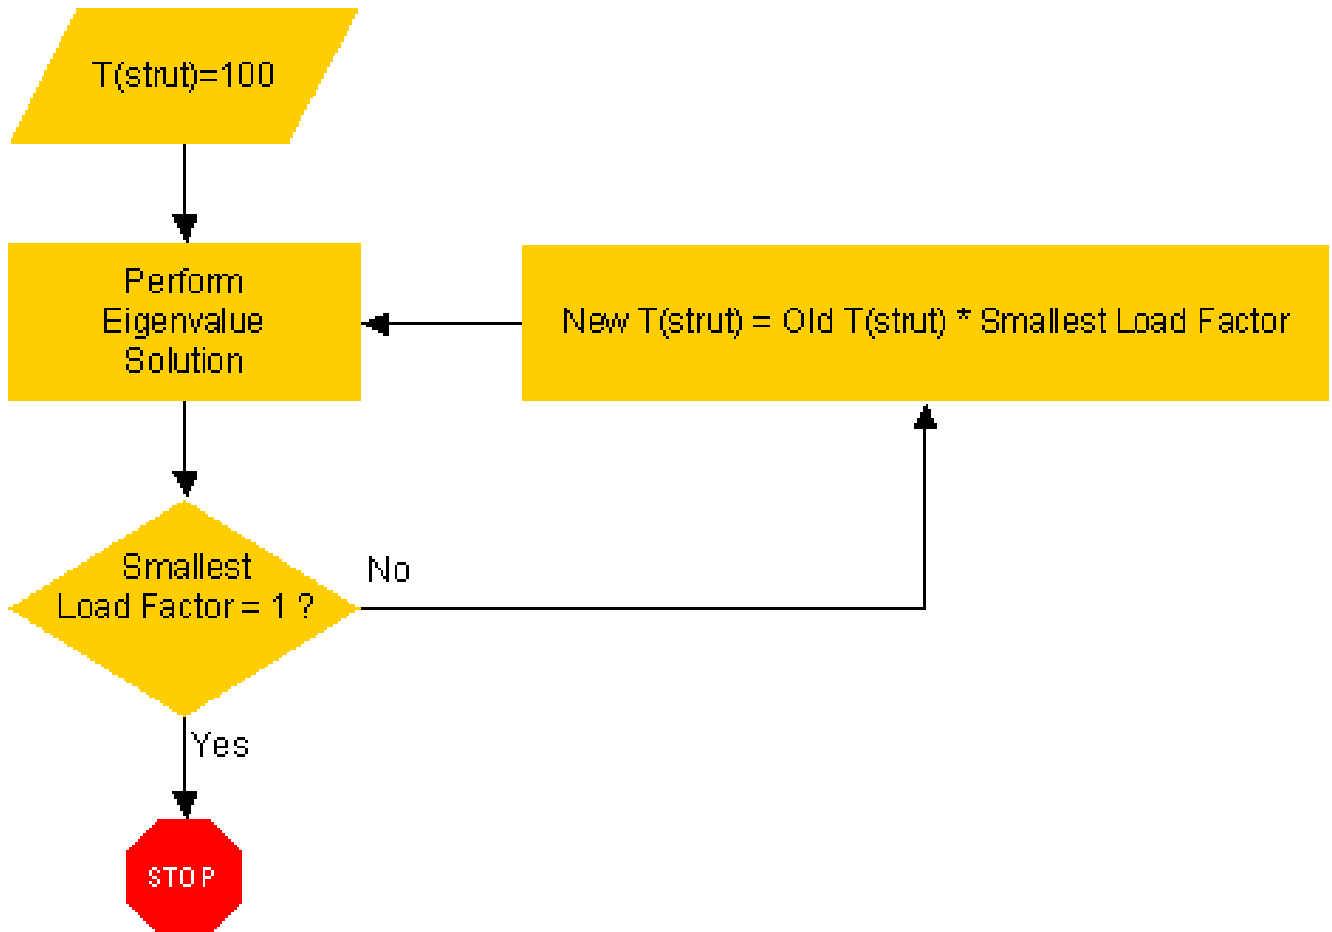 T(strut)=100
Perform
Eigenvalue
Solution
New T(strut) = Old T(strut) * Smallest Load Factor
Smallest
Load Factor = 1 ?
No
Yes
STOP